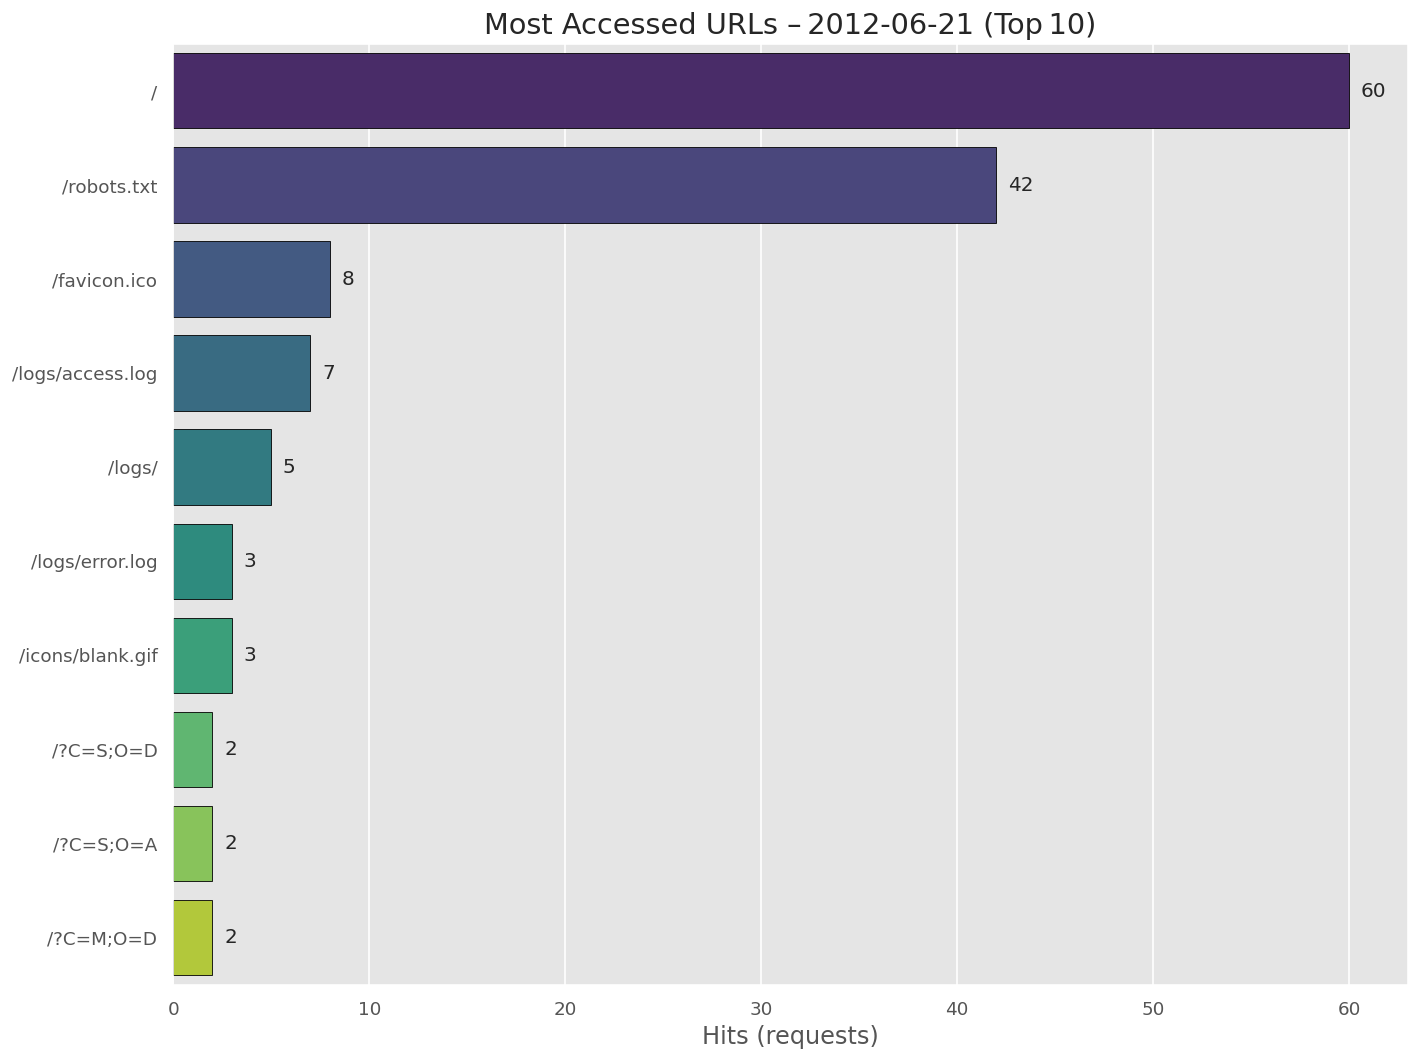 Most Accessed URLs – 2012-06-21 (Top 10)
/ 60
/robots.txt 42
/favicon.ico 8
/logs/access.log 7
/logs/ 5
/logs/error.log 3
/icons/blank.gif 3
/?C=S;O=D 2
/?C=S;O=A 2
/?C=M;O=D 2
0 10 20 30 40 50 60
Hits (requests)